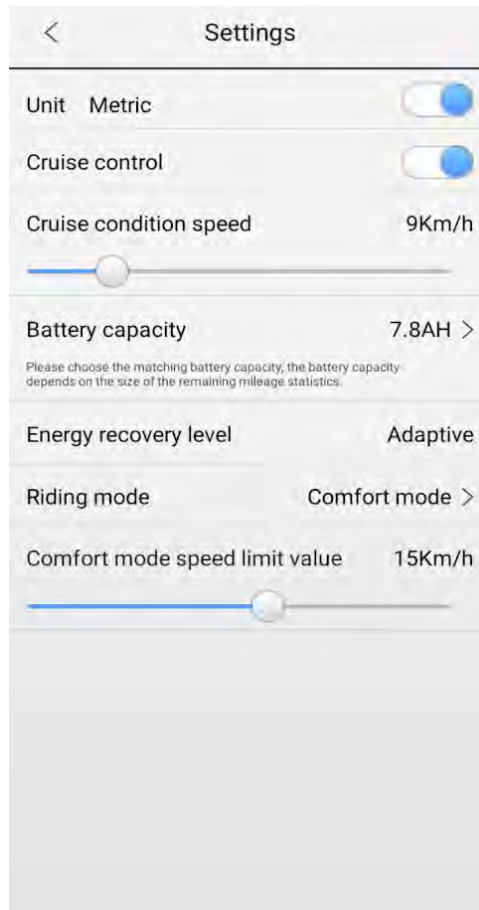 Settings
Unit Metric
Cruise control
Cruise condition speed 9Km/h
Battery capacity 7.8AH >
Please choose the matching battery capacity, the battery capacity
depends on the size of the remaining mileage statistics.
Energy recovery level Adaptive
Riding mode Comfort mode >
Comfort mode speed limit value 15Km/h